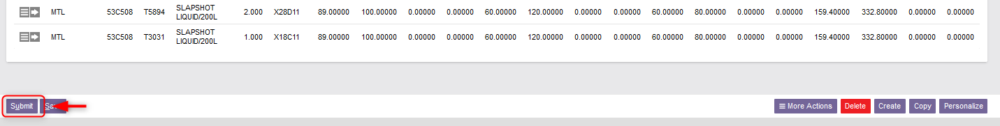 MTL 53C508 T5894 SLAPSHOT LIQUID/200L 2.000 X28D11 89.00000 100.00000 0.00000 0.00000 60.00000 120.00000 0.00000 0.00000 60.00000 80.00000 0.00000 0.00000 159.40000 332.80000 0.00000 0.00000
MTL 53C508 T3031 SLAPSHOT LIQUID/200L 1.000 X18C11 89.00000 100.00000 0.00000 0.00000 60.00000 120.00000 0.00000 0.00000 60.00000 80.00000 0.00000 0.00000 159.40000 332.80000 0.00000 0.00000
Submit More Actions Delete Create Copy Personalize